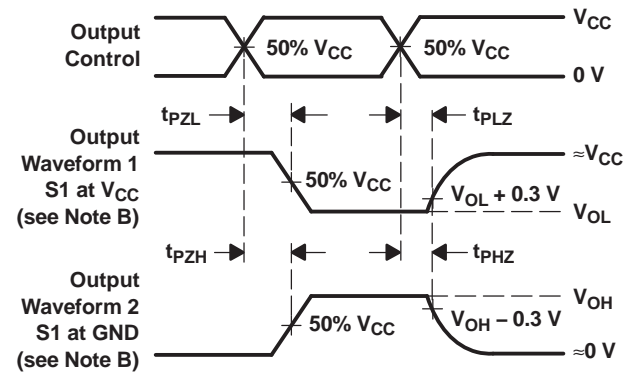 Output
Control
50% VCC
50% VCC
VCC
0 V
tPZL
tPLZ
Output
Waveform 1
S1 at VCC
(see Note B)
50% VCC
≈VCC
VOL + 0.3 V
VOL
tPZH
tPHZ
Output
Waveform 2
S1 at GND
(see Note B)
50% VCC
VOH
VOH − 0.3 V
≈0 V